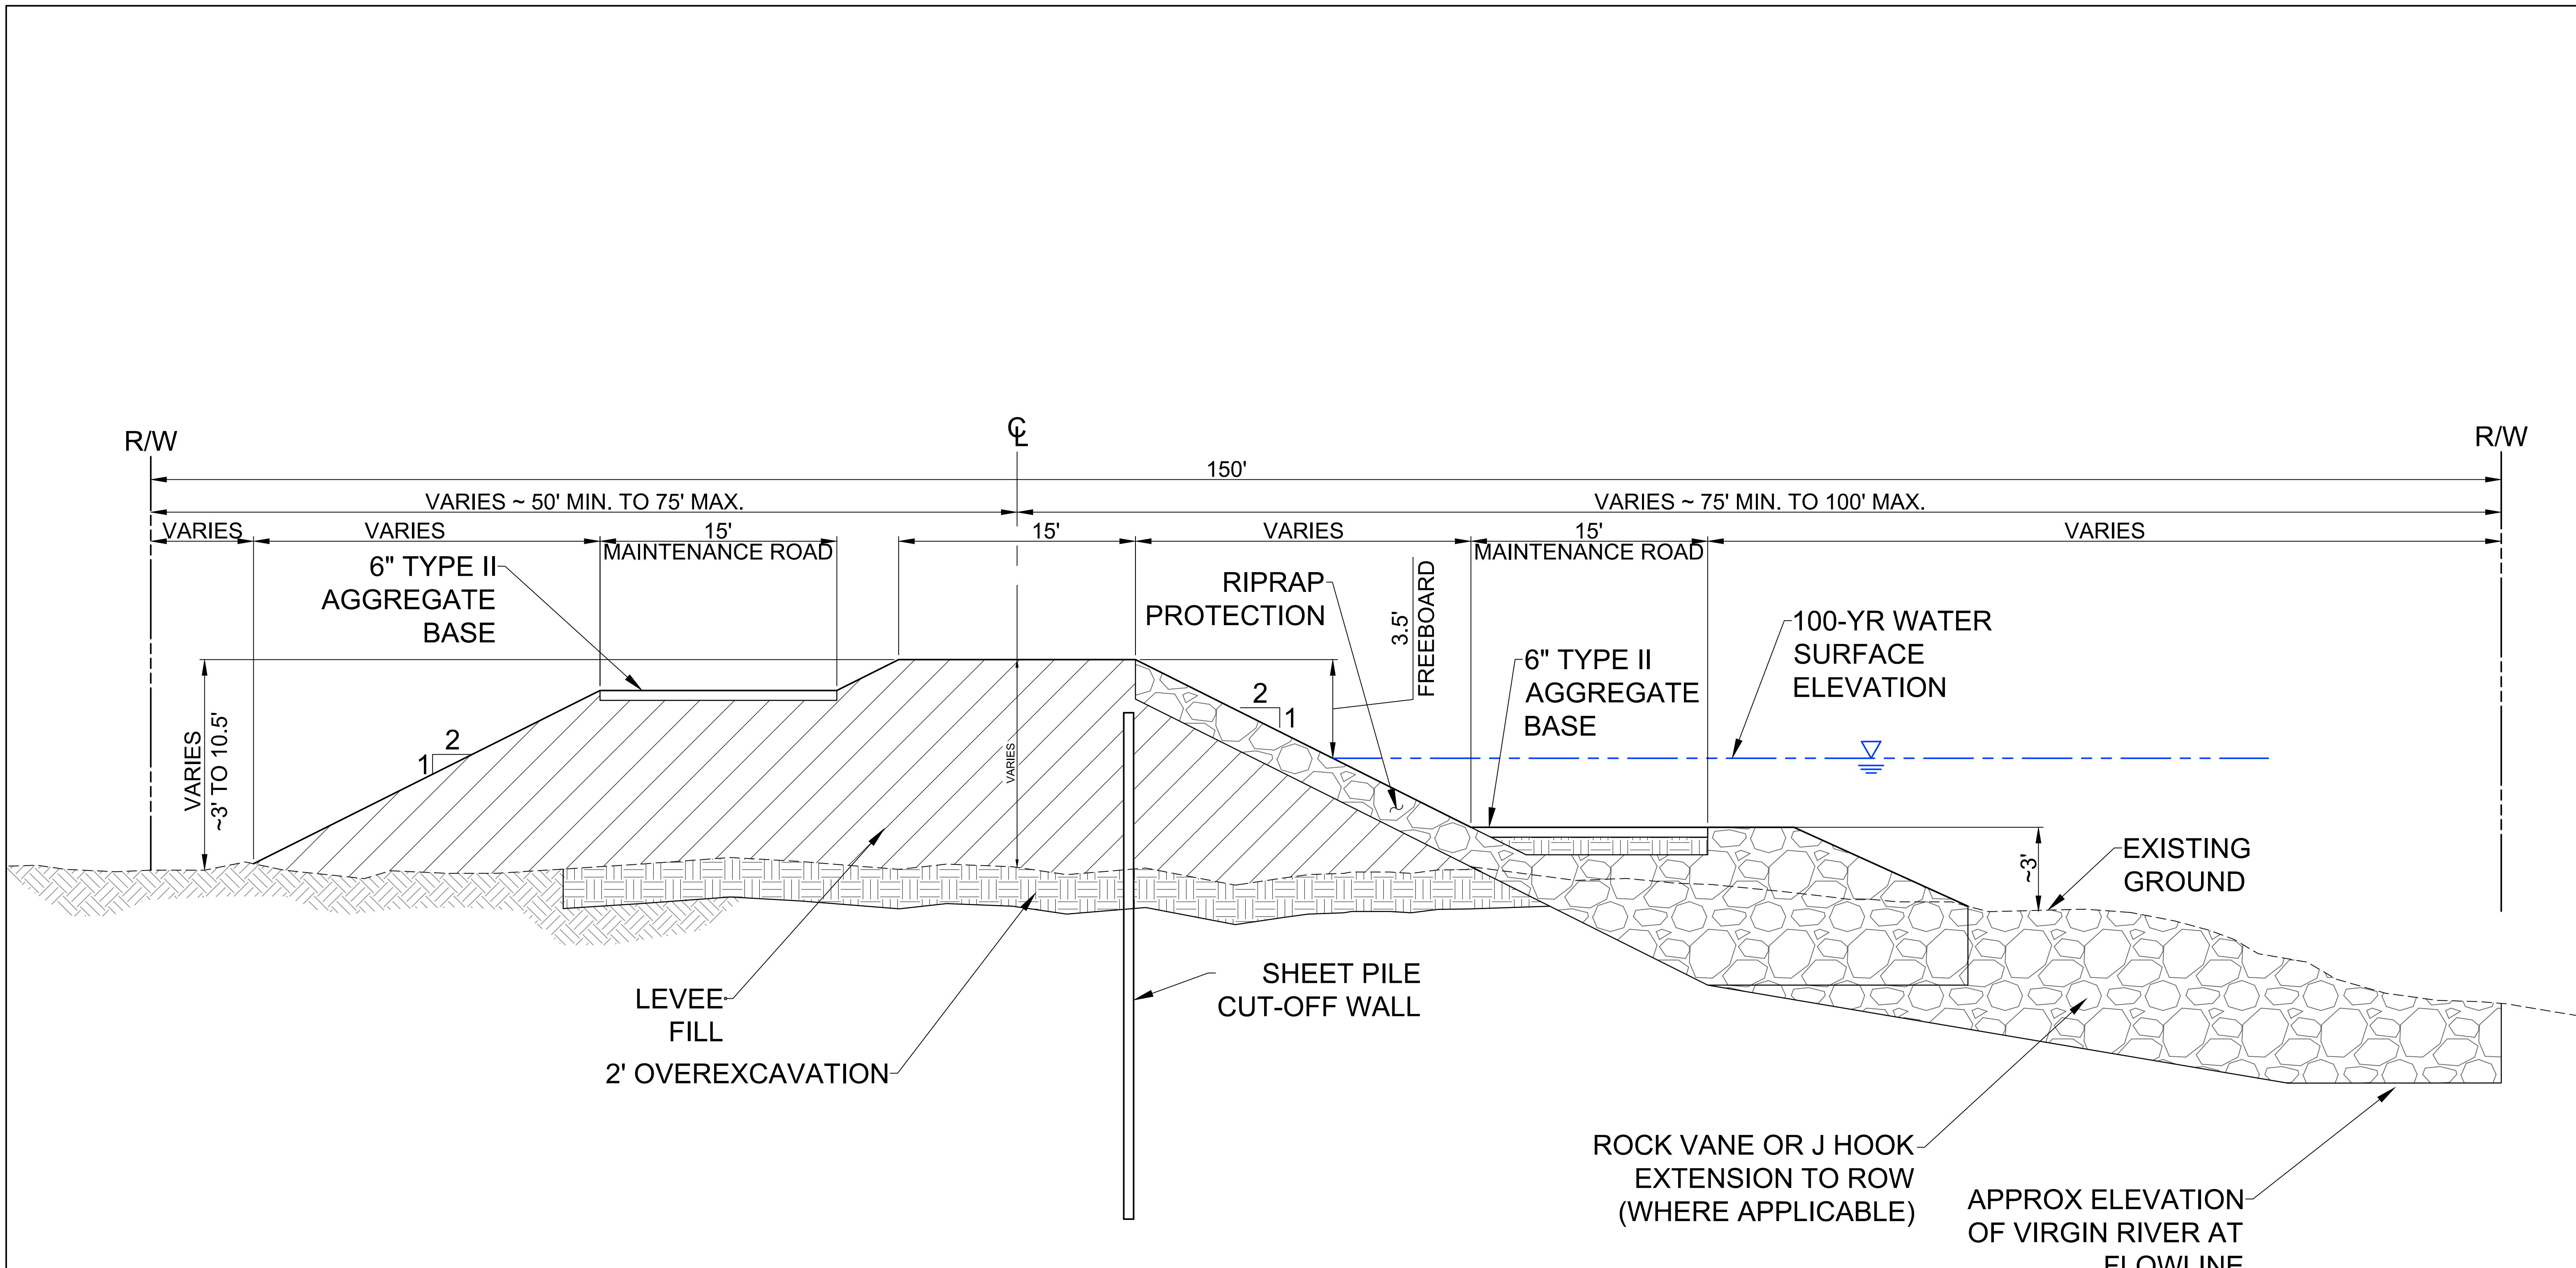 R/W
℄
R/W
150'
VARIES ~ 50' MIN. TO 75' MAX.
VARIES ~ 75' MIN. TO 100' MAX.
VARIES
VARIES
15'
MAINTENANCE ROAD
15'
VARIES
15'
MAINTENANCE ROAD
VARIES
6" TYPE II
AGGREGATE
BASE
RIPRAP
PROTECTION
3.5'
FREEBOARD
6" TYPE II
AGGREGATE
BASE
100-YR WATER
SURFACE
ELEVATION
VARIES
~3' TO 10.5'
2
1
VARIES
2
1
~3'
EXISTING
GROUND
LEVEE
FILL
2' OVEREXCAVATION
SHEET PILE
CUT-OFF WALL
ROCK VANE OR J HOOK
EXTENSION TO ROW
(WHERE APPLICABLE)
APPROX ELEVATION
OF VIRGIN RIVER AT
FLOWLINE